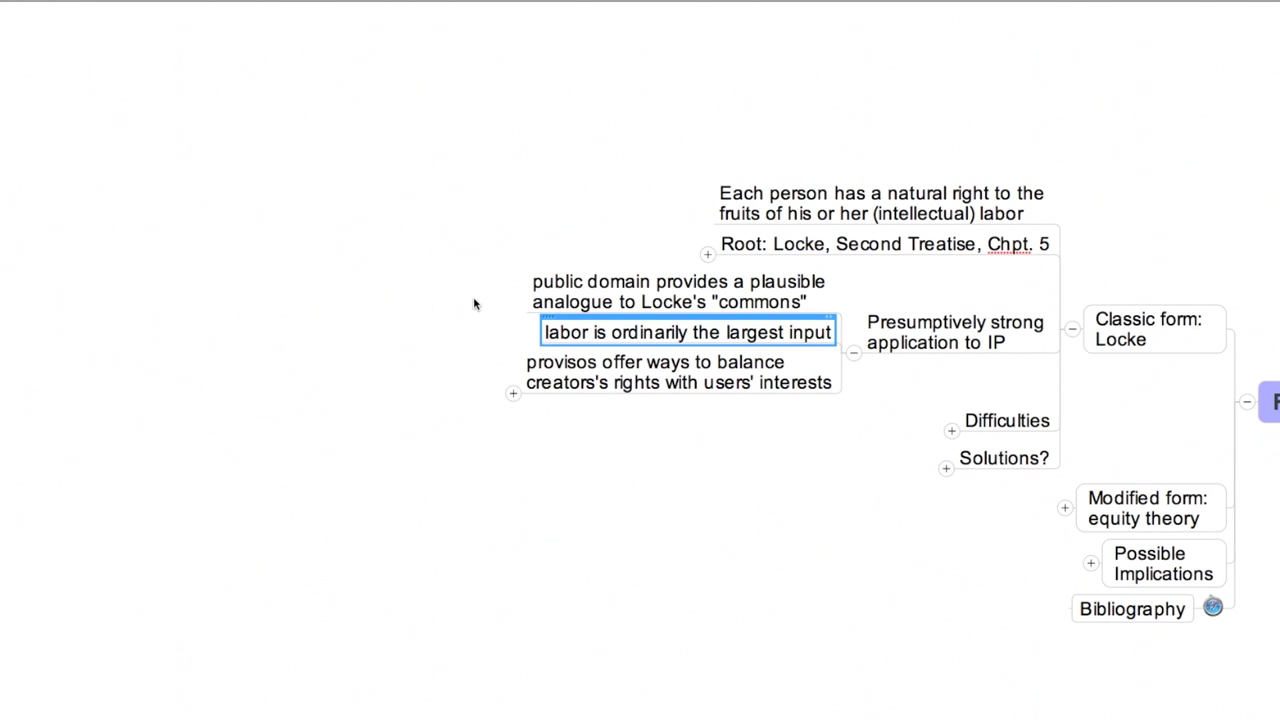 Each person has a natural right to the
fruits of his or her (intellectual) labor
Root: Locke, Second Treatise, Chpt. 5
public domain provides a plausible
analogue to Locke's "commons"
labor is ordinarily the largest input
provisos offer ways to balance
creators's rights with users' interests
Presumptively strong
application to IP
Classic form:
Locke
Difficulties
Solutions?
Modified form:
equity theory
Possible
Implications
Bibliography